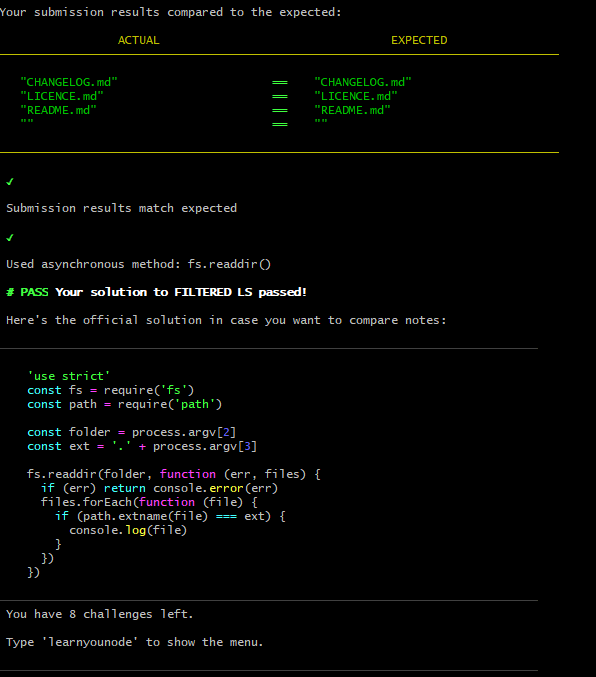 Your submission results compared to the expected:
ACTUAL EXPECTED
"CHANGELOG.md" == "CHANGELOG.md"
"LICENCE.md" == "LICENCE.md"
"README.md" == "README.md"
"" == ""
✓
Submission results match expected
✓
Used asynchronous method: fs.readdir()
# PASS Your solution to FILTERED LS passed!
Here's the official solution in case you want to compare notes:
'use strict'
const fs = require('fs')
const path = require('path')
const folder = process.argv[2]
const ext = '.' + process.argv[3]
fs.readdir(folder, function (err, files) {
if (err) return console.error(err)
files.forEach(function (file) {
if (path.extname(file) === ext) {
console.log(file)
}
})
})
You have 8 challenges left.
Type 'learnyounode' to show the menu.